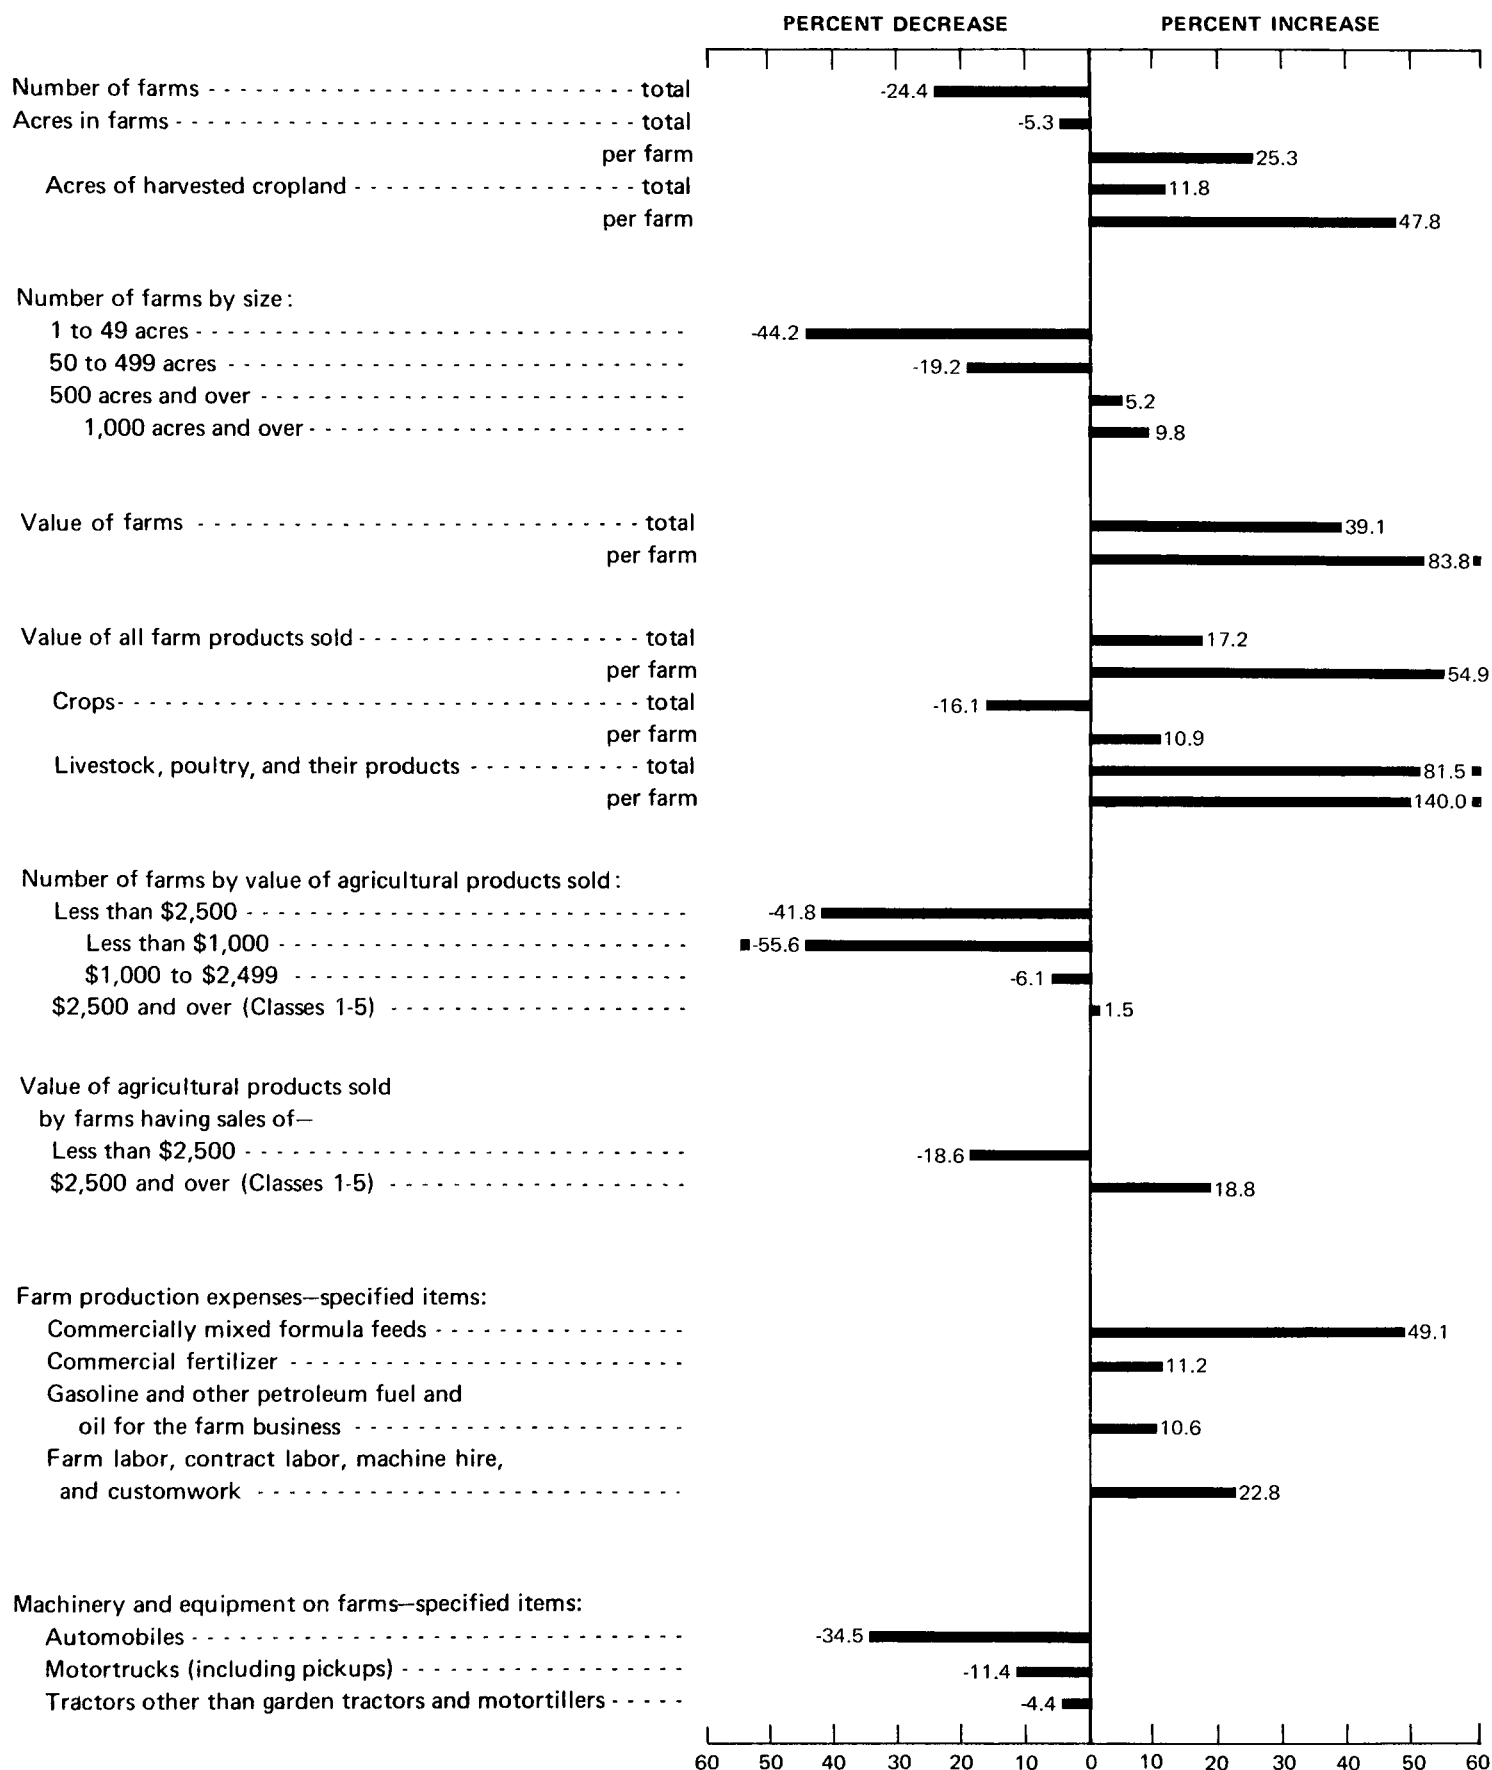 PERCENT DECREASE PERCENT INCREASE
Number of farms - - - - - - - - - - - - - - - - - - - - - - - - - - - total -24.4
Acres in farms - - - - - - - - - - - - - - - - - - - - - - - - - - - - - total -5.3
per farm 25.3
Acres of harvested cropland - - - - - - - - - - - - - - - - - - total 11.8
per farm 47.8
Number of farms by size:
1 to 49 acres - - - - - - - - - - - - - - - - - - - - - - - - - - - - - - - -44.2
50 to 499 acres - - - - - - - - - - - - - - - - - - - - - - - - - - - - - -19.2
500 acres and over - - - - - - - - - - - - - - - - - - - - - - - - - - - 5.2
1,000 acres and over - - - - - - - - - - - - - - - - - - - - - - - - 9.8
Value of farms - - - - - - - - - - - - - - - - - - - - - - - - - - - - total 39.1
per farm 83.8
Value of all farm products sold - - - - - - - - - - - - - - - - - - total 17.2
per farm 54.9
Crops - - - - - - - - - - - - - - - - - - - - - - - - - - - - - - - - - total -16.1
per farm 10.9
Livestock, poultry, and their products - - - - - - - - - - - total 81.5
per farm 140.0
Number of farms by value of agricultural products sold:
Less than $2,500 - - - - - - - - - - - - - - - - - - - - - - - - - - - - -41.8
Less than $1,000 - - - - - - - - - - - - - - - - - - - - - - - - - - -55.6
$1,000 to $2,499 - - - - - - - - - - - - - - - - - - - - - - - - - -6.1
$2,500 and over (Classes 1-5) - - - - - - - - - - - - - - - - - - - 1.5
Value of agricultural products sold
by farms having sales of—
Less than $2,500 - - - - - - - - - - - - - - - - - - - - - - - - - - - - -18.6
$2,500 and over (Classes 1-5) - - - - - - - - - - - - - - - - - - - 18.8
Farm production expenses—specified items:
Commercially mixed formula feeds - - - - - - - - - - - - - - - - 49.1
Commercial fertilizer - - - - - - - - - - - - - - - - - - - - - - - - - 11.2
Gasoline and other petroleum fuel and
oil for the farm business - - - - - - - - - - - - - - - - - - - - - 10.6
Farm labor, contract labor, machine hire,
and customwork - - - - - - - - - - - - - - - - - - - - - - - - - - - 22.8
Machinery and equipment on farms—specified items:
Automobiles - - - - - - - - - - - - - - - - - - - - - - - - - - - - - - - -34.5
Motortrucks (including pickups) - - - - - - - - - - - - - - - - - - -11.4
Tractors other than garden tractors and motortillers - - - - - -4.4
60 50 40 30 20 10 0 10 20 30 40 50 60